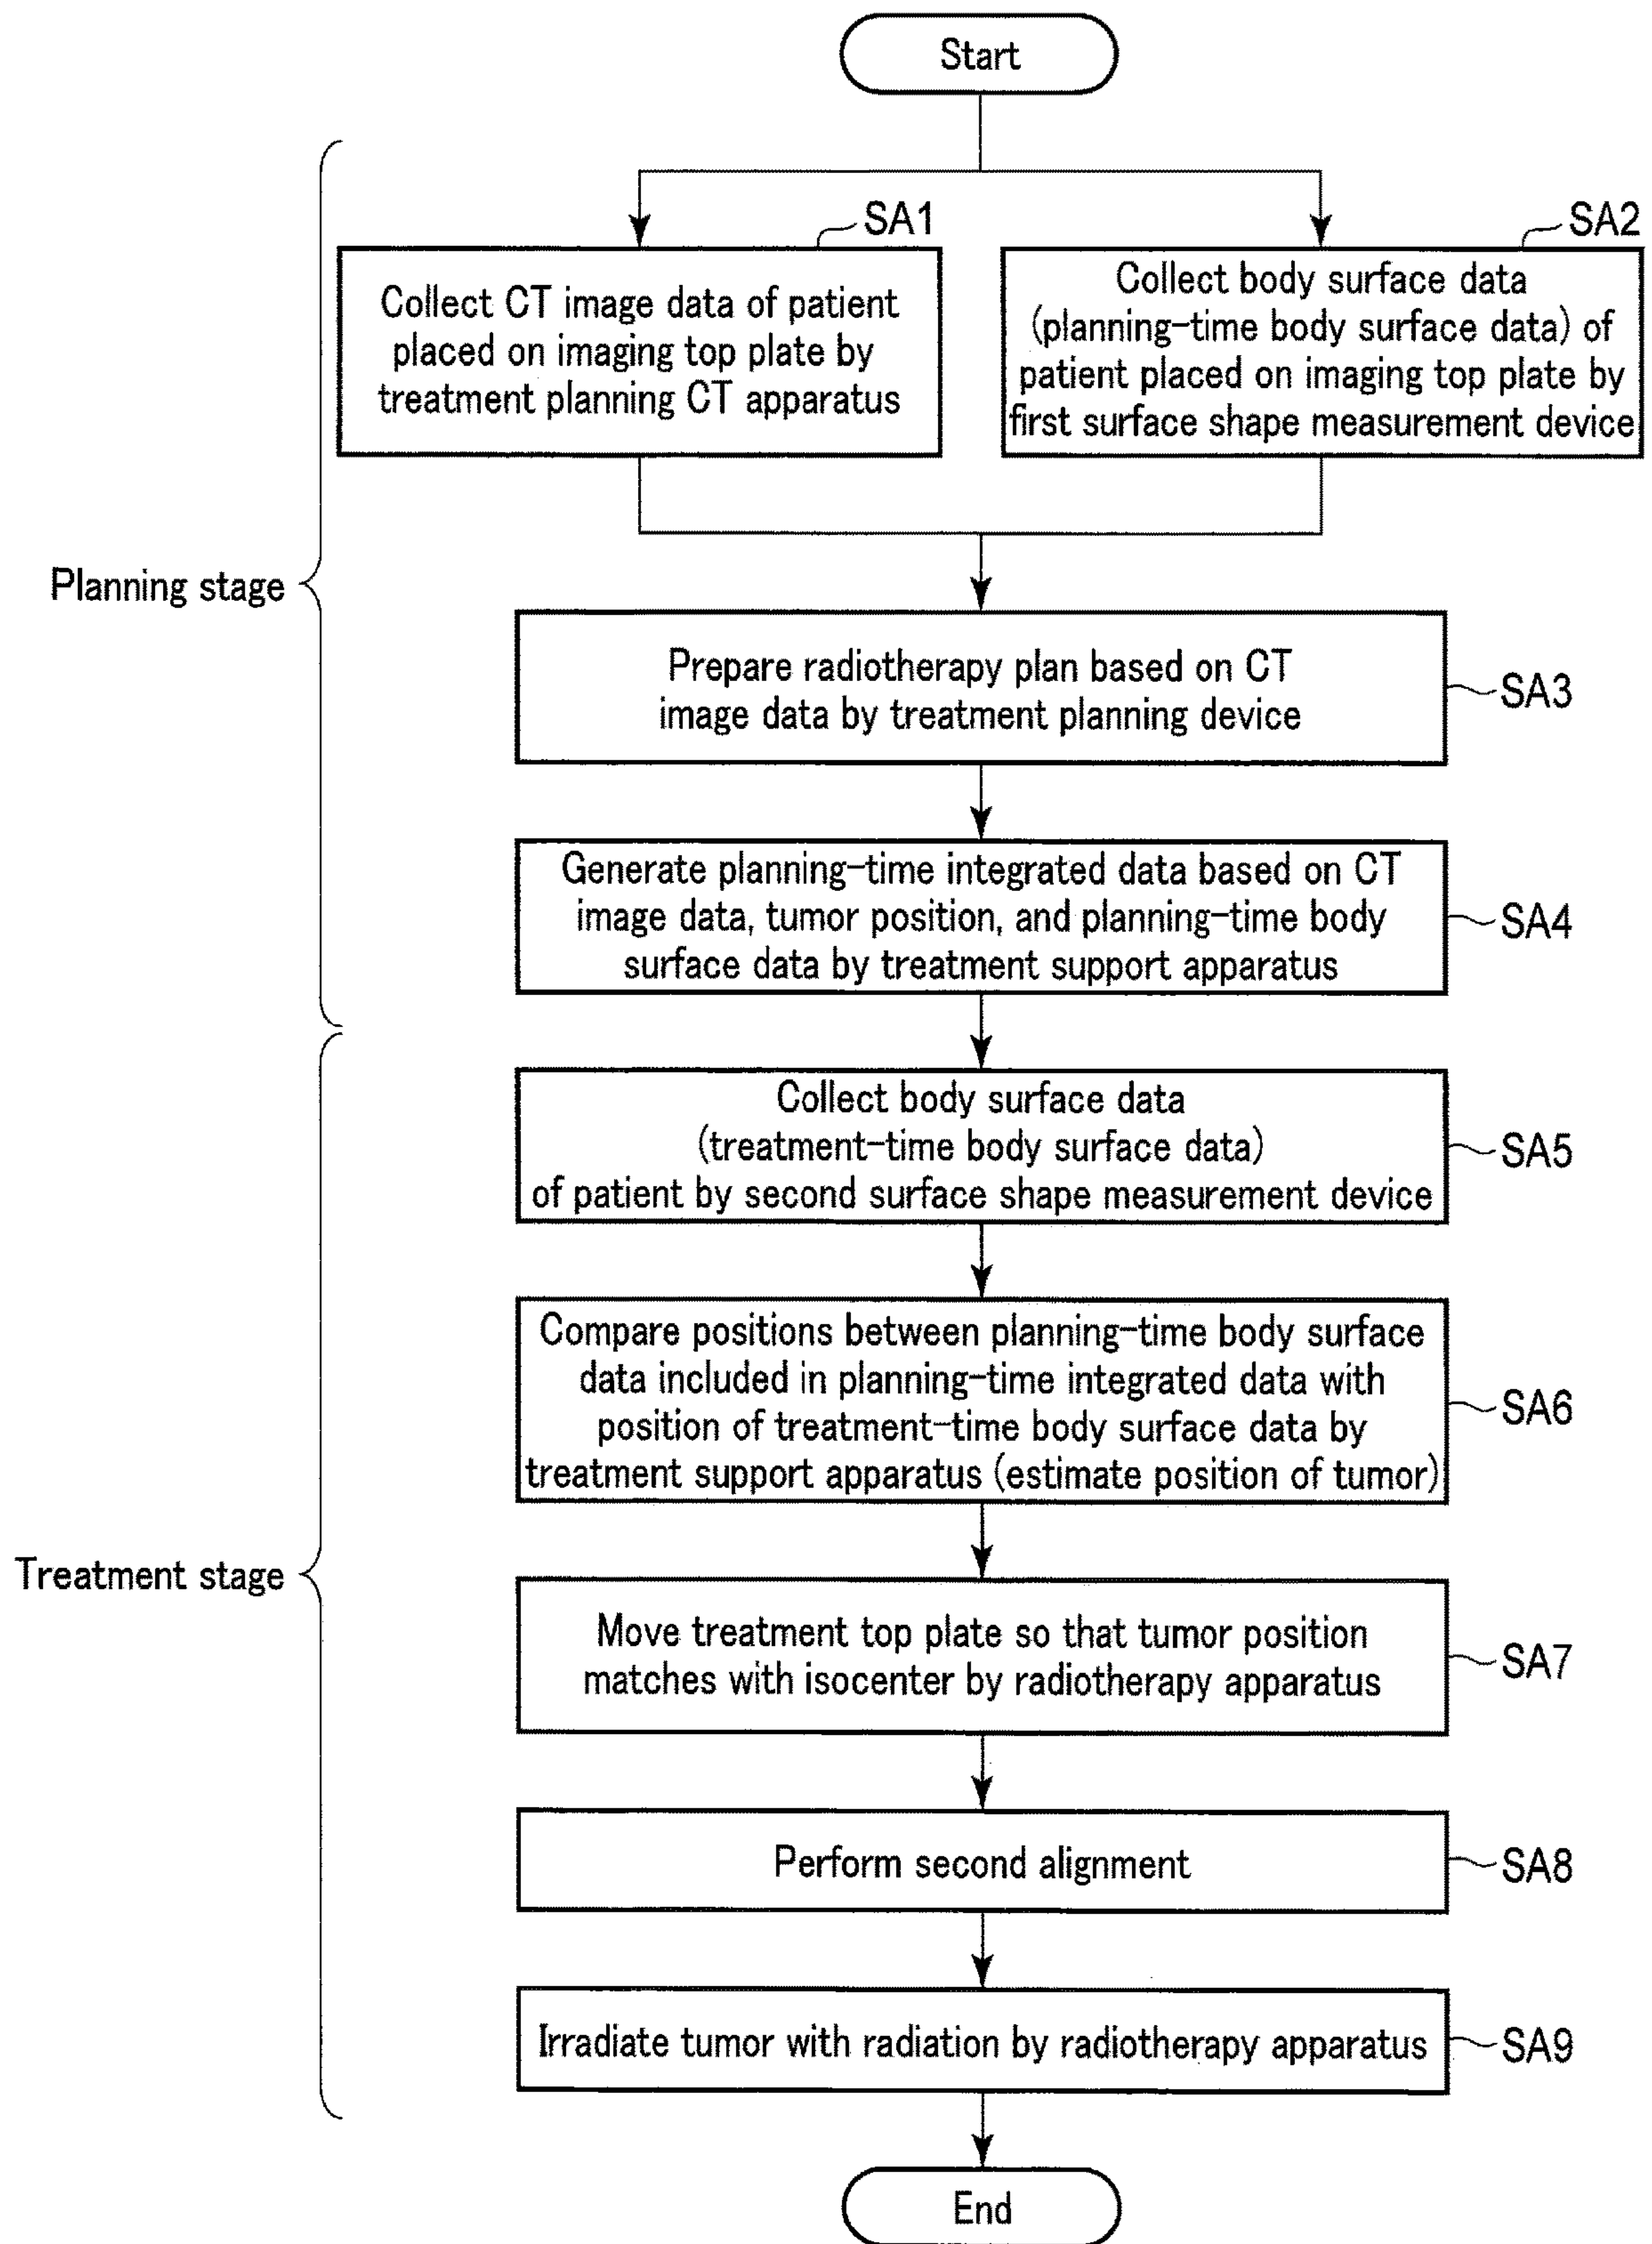 Start
SA1
SA2
Collect CT image data of patient
placed on imaging top plate by
treatment planning CT apparatus
Collect body surface data
(planning-time body surface data) of
patient placed on imaging top plate by
first surface shape measurement device
Planning stage
Prepare radiotherapy plan based on CT
image data by treatment planning device
SA3
Generate planning-time integrated data based on CT
image data, tumor position, and planning-time body
surface data by treatment support apparatus
SA4
Collect body surface data
(treatment-time body surface data)
of patient by second surface shape measurement device
SA5
Compare positions between planning-time body surface
data included in planning-time integrated data with
position of treatment-time body surface data by
treatment support apparatus (estimate position of tumor)
SA6
Treatment stage
Move treatment top plate so that tumor position
matches with isocenter by radiotherapy apparatus
SA7
Perform second alignment
SA8
Irradiate tumor with radiation by radiotherapy apparatus
SA9
End